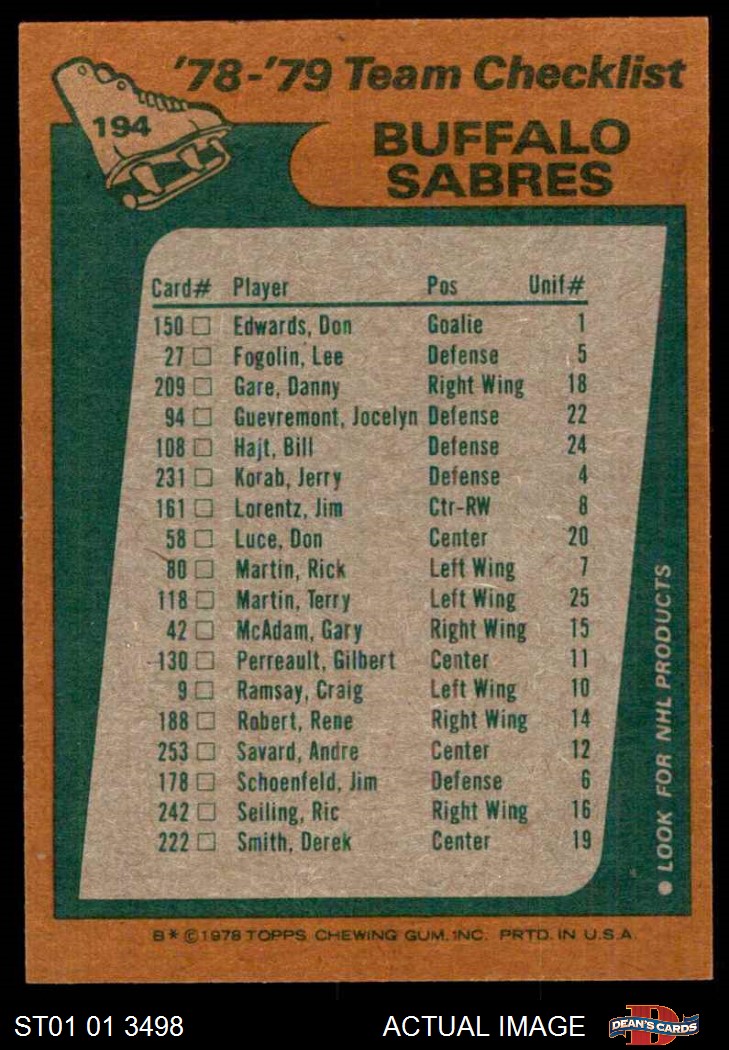 '78-'79 Team Checklist
194
BUFFALO
SABRES
Card# Player Pos Unif#
150 □ Edwards, Don Goalie 1
27 □ Fogolin, Lee Defense 5
209 □ Gare, Danny Right Wing 18
94 □ Guevremont, Jocelyn Defense 22
108 □ Hajt, Bill Defense 24
231 □ Korab, Jerry Defense 4
161 □ Lorentz, Jim Ctr-RW 8
58 □ Luce, Don Center 20
80 □ Martin, Rick Left Wing 7
118 □ Martin, Terry Left Wing 25
42 □ McAdam, Gary Right Wing 15
130 □ Perreault, Gilbert Center 11
9 □ Ramsay, Craig Left Wing 10
188 □ Robert, Rene Right Wing 14
253 □ Savard, Andre Center 12
178 □ Schoenfeld, Jim Defense 6
242 □ Seiling, Ric Right Wing 16
222 □ Smith, Derek Center 19
● LOOK FOR NHL PRODUCTS
B* ©1978 TOPPS CHEWING GUM, INC. PRTD. IN U.S.A.
ST01 01 3498 ACTUAL IMAGE
D
DEAN'S CARDS